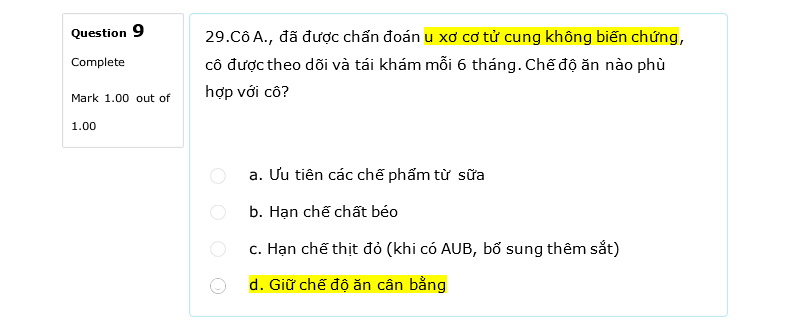 Question 9
Complete
Mark 1.00 out of
1.00
29.Cô A., đã được chẩn đoán u xơ cơ tử cung không biến chứng,
cô được theo dõi và tái khám mỗi 6 tháng. Chế độ ăn nào phù
hợp với cô?
a. Ưu tiên các chế phẩm từ sữa
b. Hạn chế chất béo
c. Hạn chế thịt đỏ (khi có AUB, bổ sung thêm sắt)
d. Giữ chế độ ăn cân bằng